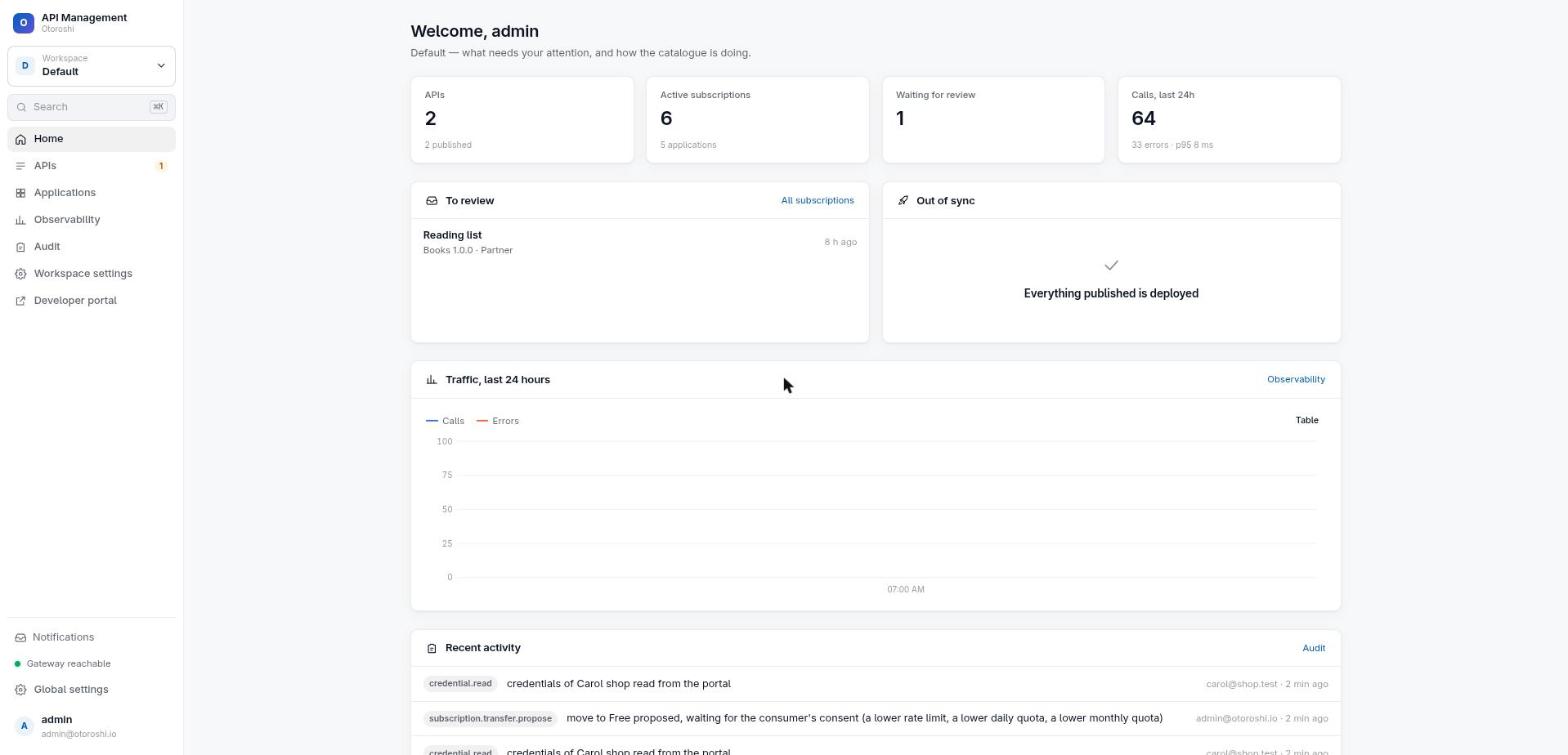 API Management
Otoroshi
Workspace
D
Default
Search
⌘K
Home
APIs
1
Applications
Observability
Audit
Workspace settings
Developer portal
Notifications
Gateway reachable
Global settings
A
admin
admin@otoroshi.io
O
Welcome, admin
Default — what needs your attention, and how the catalogue is doing.
APIs
2
2 published
Active subscriptions
6
5 applications
Waiting for review
1
Calls, last 24h
64
33 errors · p95 8 ms
To review
All subscriptions
Reading list
Books 1.0.0 · Partner
8 h ago
Out of sync
Everything published is deployed
Traffic, last 24 hours
Observability
Calls
Errors
Table
100
75
50
25
0
07:00 AM
Recent activity
Audit
credential.read credentials of Carol shop read from the portal carol@shop.test · 2 min ago
subscription.transfer.propose move to Free proposed, waiting for the consumer's consent (a lower rate limit, a lower daily quota, a lower monthly quota) admin@otoroshi.io · 2 min ago
credential.read credentials of Carol shop read from the portal carol@shop.test · 2 min ago